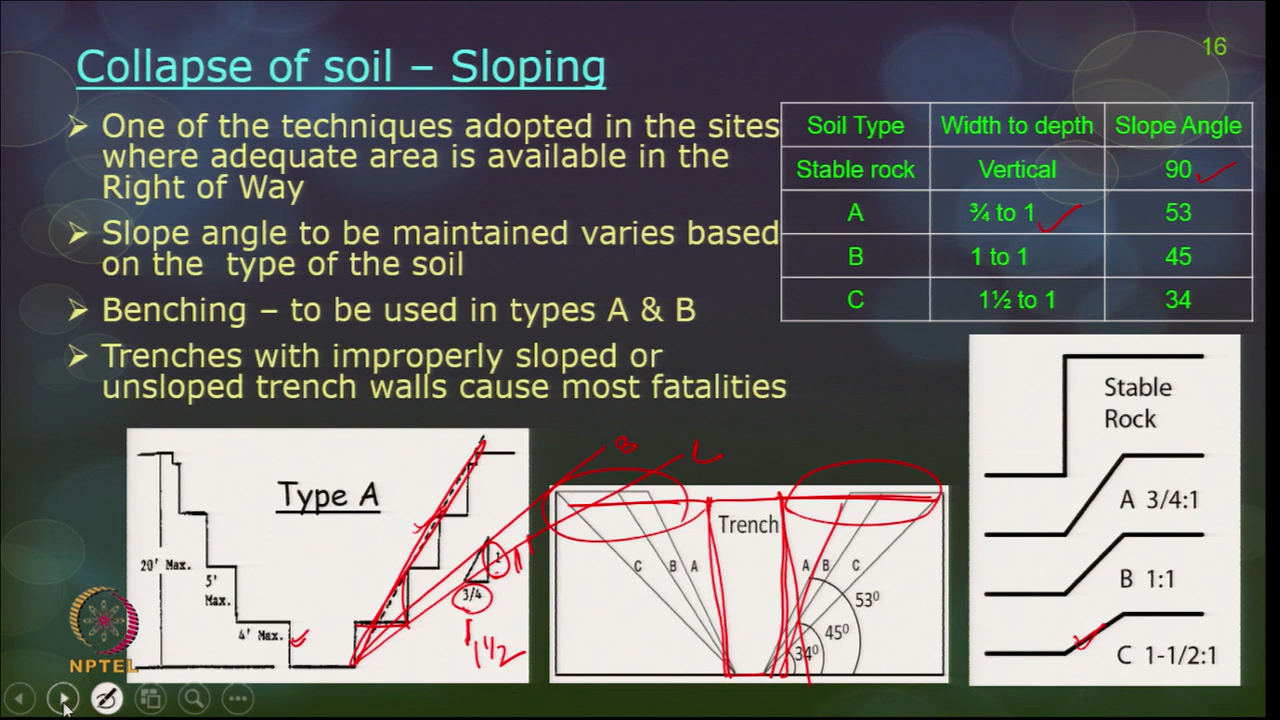 16
Collapse of soil – Sloping
➢ One of the techniques adopted in the sites
where adequate area is available in the
Right of Way
➢ Slope angle to be maintained varies based
on the type of the soil
➢ Benching – to be used in types A & B
➢ Trenches with improperly sloped or
unsloped trench walls cause most fatalities
Soil Type Width to depth Slope Angle
Stable rock Vertical 90
A ¾ to 1 53
B 1 to 1 45
C 1½ to 1 34
Type A
20' Max.
5'
Max.
4' Max.
1
3/4
1
1 1/2
B
Trench
C B A
A B C
53⁰
45⁰
34⁰
Stable
Rock
A 3/4:1
B 1:1
C 1-1/2:1
NPTEL